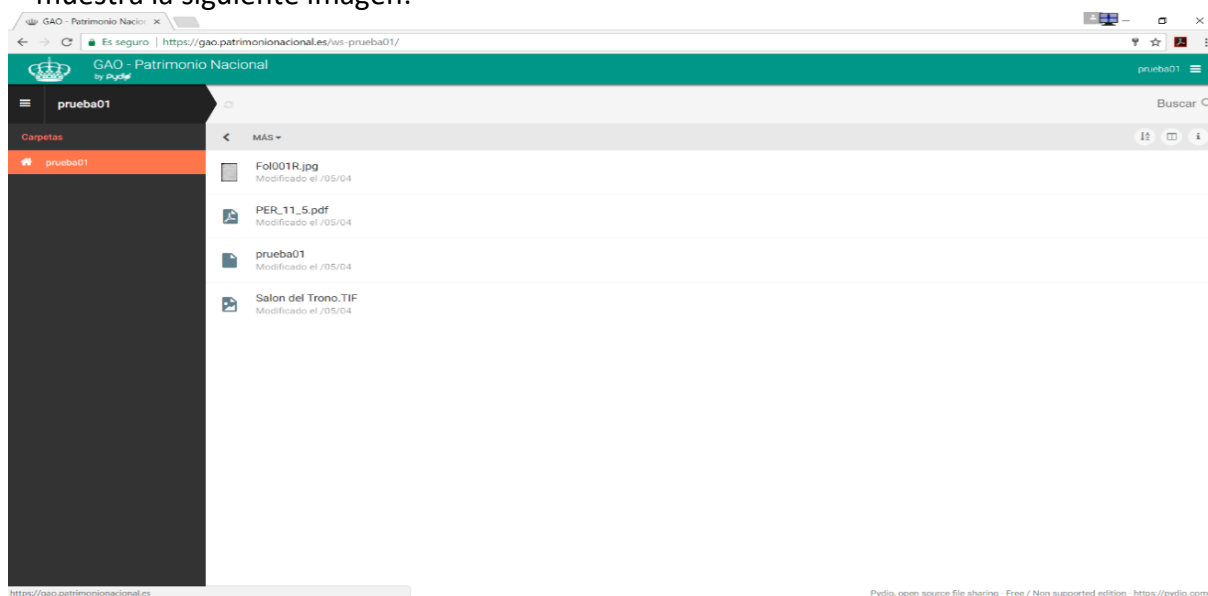 muestra la siguiente imagen:
GAO - Patrimonio Nacio
Es seguro | https://gao.patrimonionacional.es/ws-prueba01/
GAO - Patrimonio Nacional
by Pydio
prueba01
prueba01
Buscar
Carpetas
MÁS
prueba01
Fol001R.jpg
Modificado el /05/04
PER_11_5.pdf
Modificado el /05/04
prueba01
Modificado el /05/04
Salon del Trono.TIF
Modificado el /05/04
https://gao.patrimonionacional.es
Pydio, open source file sharing - Free / Non supported edition - https://pydio.com